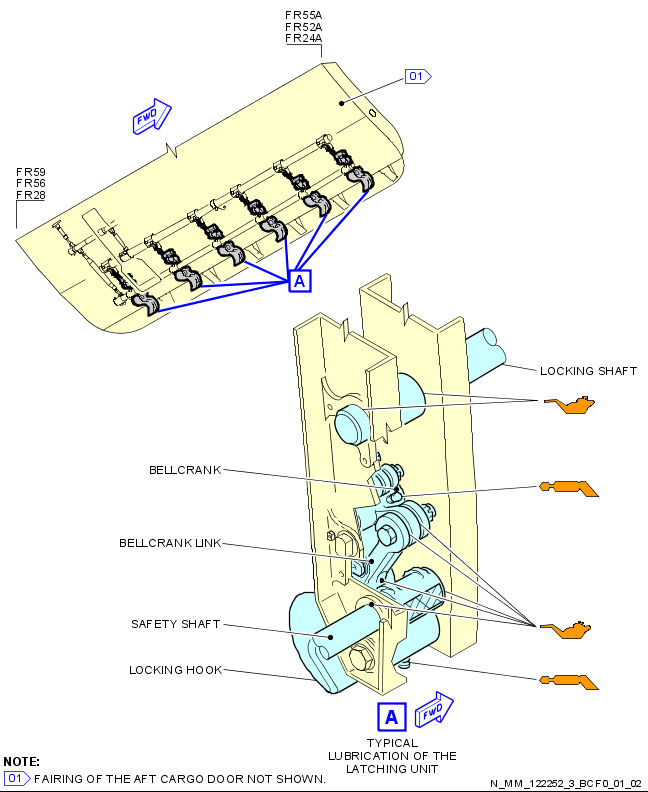 FR55A
FR52A
FR24A
01
FWD
FR59
FR56
FR28
A
LOCKING SHAFT
BELLCRANK
BELLCRANK LINK
SAFETY SHAFT
LOCKING HOOK
A
FWD
TYPICAL
LUBRICATION OF THE
LATCHING UNIT
NOTE:
01 FAIRING OF THE AFT CARGO DOOR NOT SHOWN.
N_MM_122252_3_BCF0_01_02